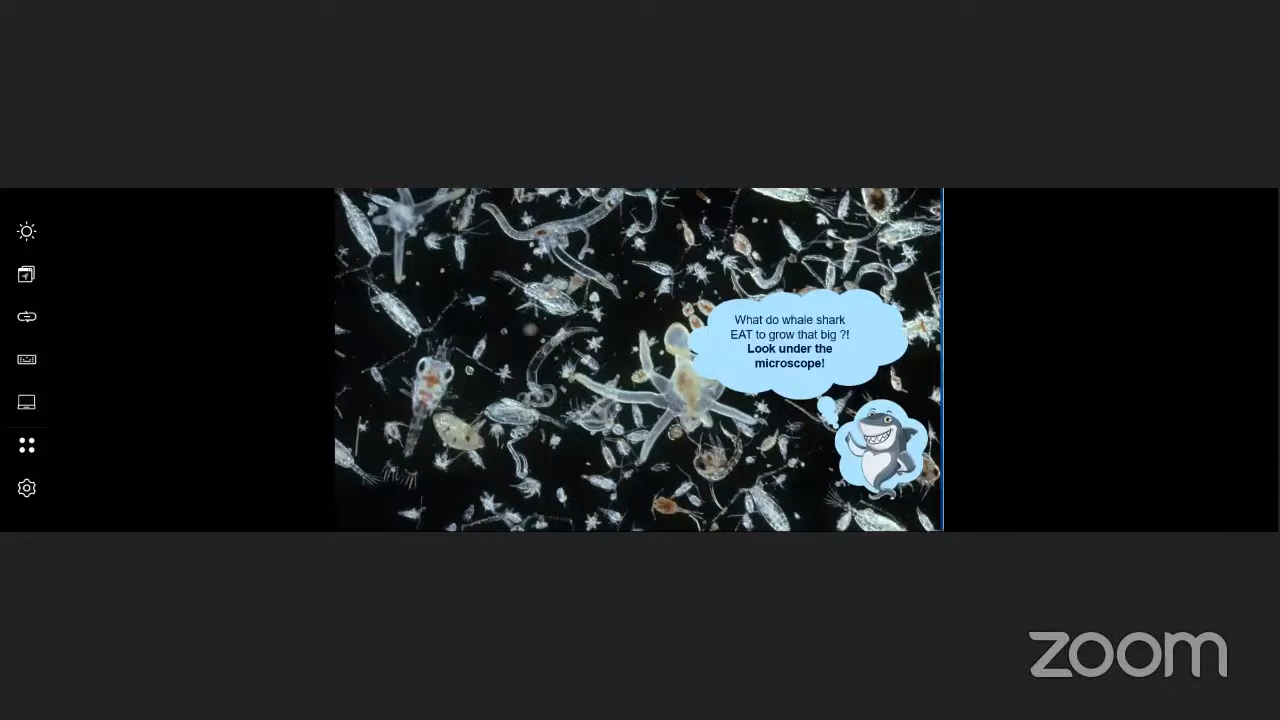 What do whale shark
EAT to grow that big ?!
Look under the
microscope!
zoom